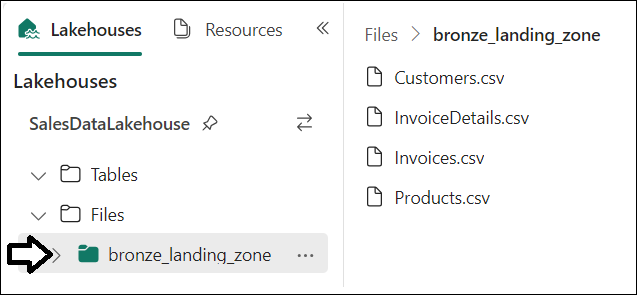 Lakehouses
Resources
Lakehouses
SalesDataLakehouse
Tables
Files
bronze_landing_zone
Files > bronze_landing_zone
Customers.csv
InvoiceDetails.csv
Invoices.csv
Products.csv